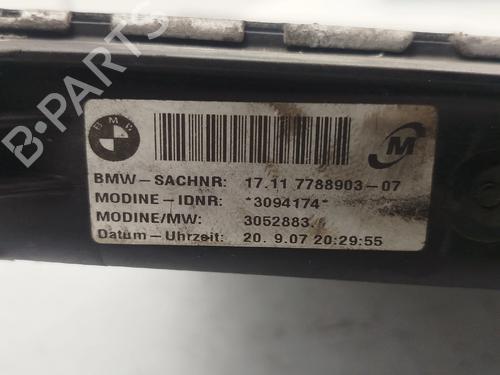 B-PARTS
BMW
M
BMW-SACHNR: 17.11 7788903-07
MODINE-IDNR: *3094174*
MODINE/MW: 3052883
Datum-Uhrzeit: 20. 9.07 20:29:55